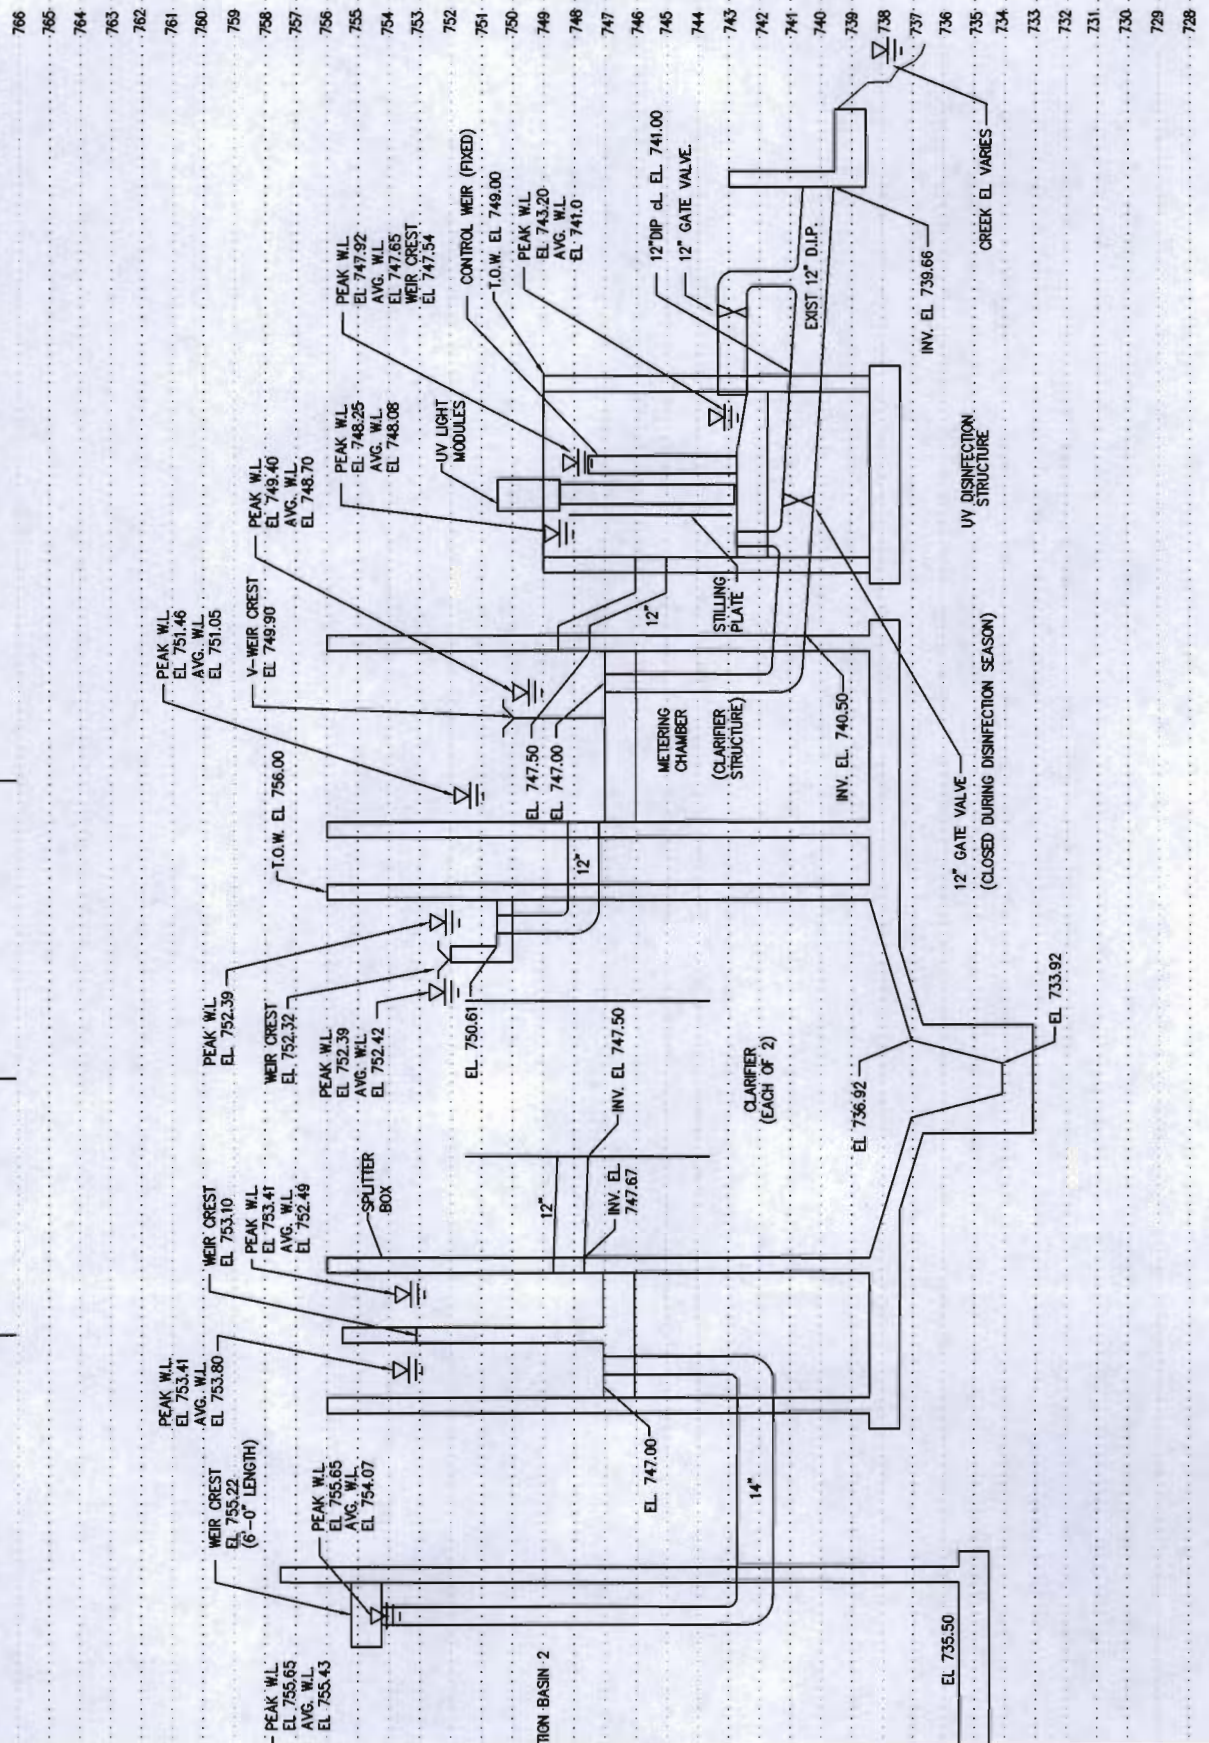 766
765
764
763
762
761
760
759
758
757
756
755
754
753
752
751
750
749
748
747
746
745
744
743
742
741
740
739
738
737
736
735
734
733
732
731
730
729
728
PEAK W.L.
EL 755.65
AVG. W.L.
EL 755.43
WEIR CREST
EL 755.22
(6'-0" LENGTH)
PEAK W.L.
EL 755.65
AVG. W.L.
EL 754.07
TION BASIN 2
EL 735.50
14"
EL 747.00
PEAK W.L.
EL 753.41
AVG. W.L.
EL 753.80
WEIR CREST
EL 753.10
PEAK W.L.
EL 753.41
AVG. W.L.
EL 752.49
SPLITTER
BOX
12"
INV. EL
747.67
INV. EL 747.50
CLARIFIER
(EACH OF 2)
EL 736.92
EL 733.92
PEAK W.L.
EL. 752.39
WEIR CREST
EL 752.32
PEAK W.L.
EL 752.39
AVG. W.L.
EL 752.42
EL 750.61
T.O.W. EL 756.00
12"
PEAK W.L.
EL 751.46
AVG. W.L.
EL 751.05
V-WEIR CREST
EL 749.90
PEAK W.L.
EL 749.40
AVG. W.L.
EL 748.70
EL 747.50
EL 747.00
METERING
CHAMBER
(CLARIFIER
STRUCTURE)
INV. EL. 740.50
12" GATE VALVE
(CLOSED DURING DISINFECTION SEASON)
12"
STILLING
PLATE
PEAK W.L.
EL 748.25
AVG. W.L.
EL 748.08
UV LIGHT
MODULES
PEAK W.L.
EL 747.92
AVG. W.L.
EL 747.65
WEIR CREST
EL 747.54
CONTROL WEIR (FIXED)
T.O.W. EL 749.00
PEAK W.L
EL 743.20
AVG. W.L
EL 741.0
12"DIP cL EL 741.00
12" GATE VALVE.
EXIST 12" D.I.P.
INV. EL 739.66
CREEK EL VARIES
UV DISINFECTION
STRUCTURE